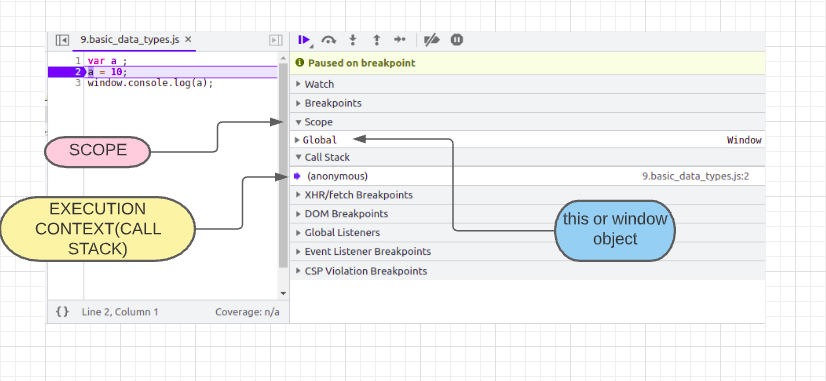 9.basic_data_types.js ×
1 var a ;
2 a = 10;
3 window.console.log(a);
{ } Line 2, Column 1 Coverage: n/a
Paused on breakpoint
Watch
Breakpoints
Scope
Global Window
Call Stack
(anonymous) 9.basic_data_types.js:2
XHR/fetch Breakpoints
DOM Breakpoints
Global Listeners
Event Listener Breakpoints
CSP Violation Breakpoints
SCOPE
EXECUTION
CONTEXT(CALL
STACK)
this or window
object